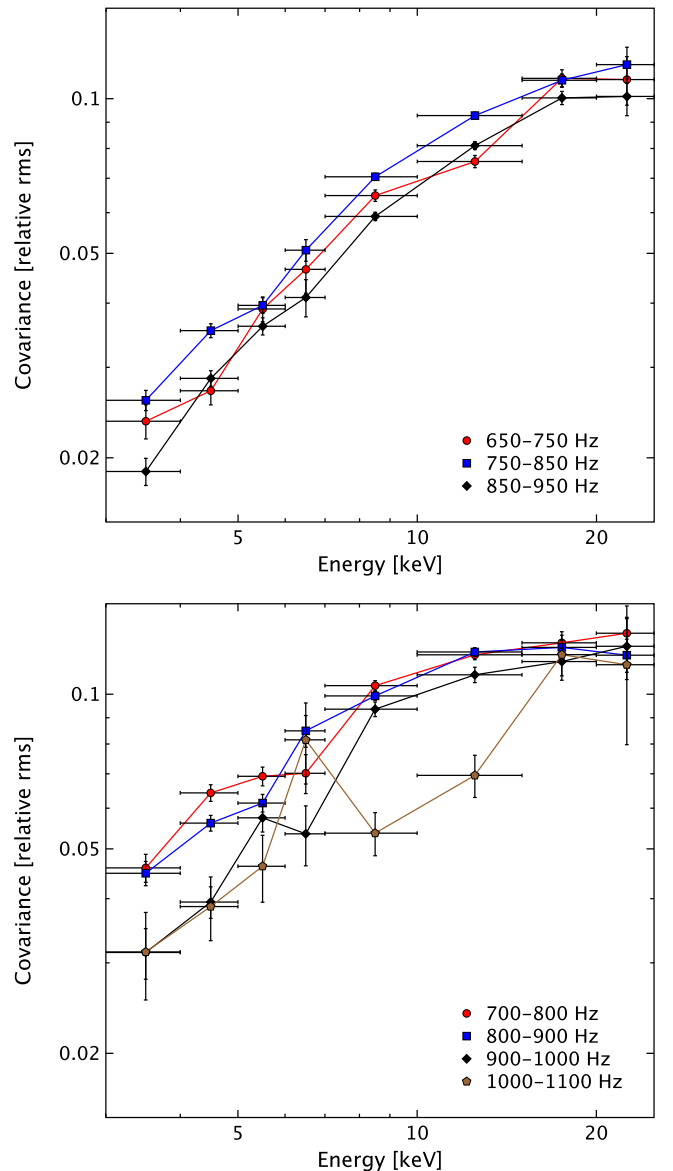 0.1
0.05
0.02
Covariance [relative rms]
650–750 Hz
750–850 Hz
850–950 Hz
5 10 20
Energy [keV]
0.1
0.05
0.02
Covariance [relative rms]
700–800 Hz
800–900 Hz
900–1000 Hz
1000–1100 Hz
5 10 20
Energy [keV]